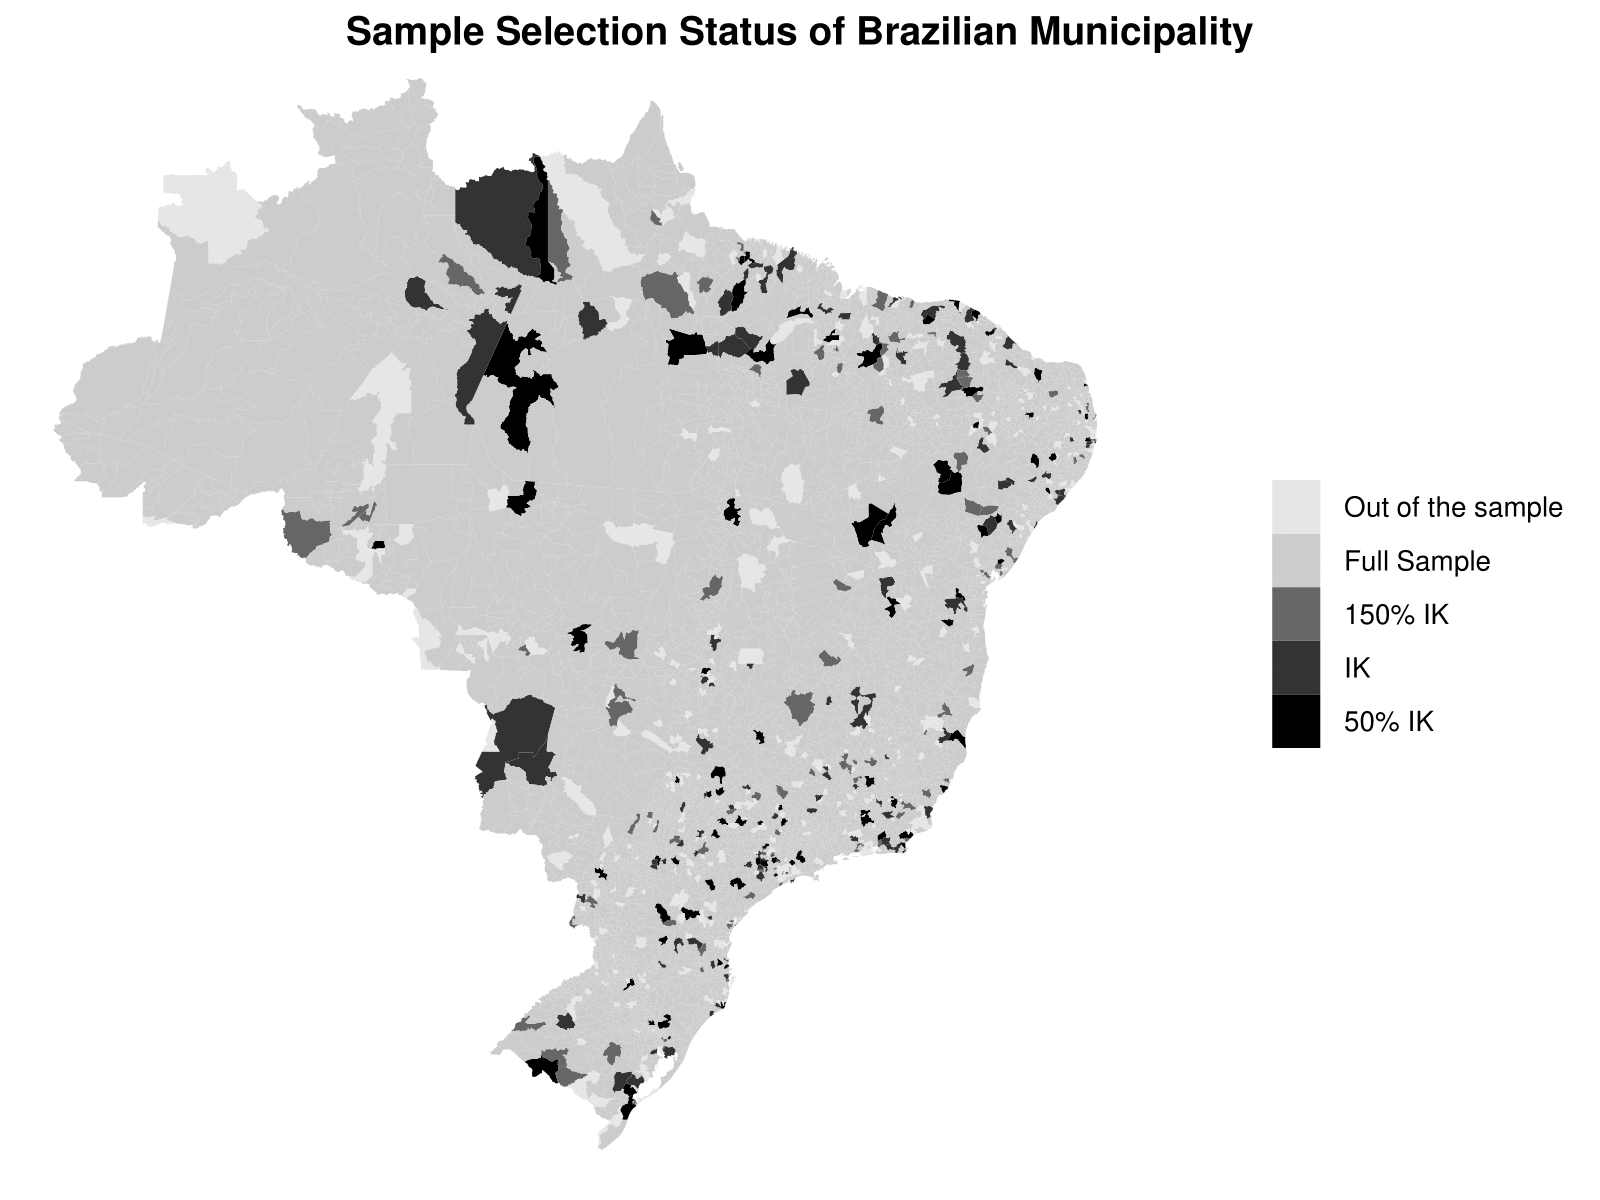 Sample Selection Status of Brazilian Municipality
Out of the sample
Full Sample
150% IK
IK
50% IK